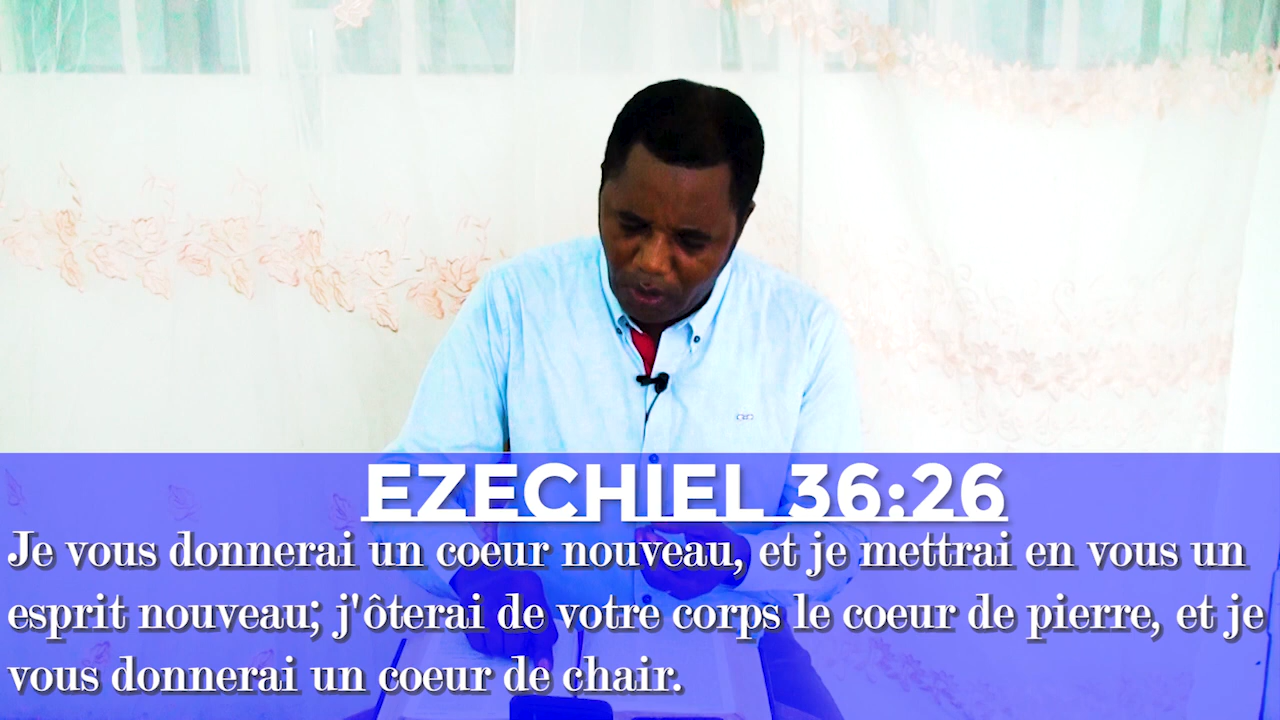 EZECHIEL 36:26
Je vous donnerai un coeur nouveau, et je mettrai en vous un
esprit nouveau; j'ôterai de votre corps le coeur de pierre, et je
vous donnerai un coeur de chair.